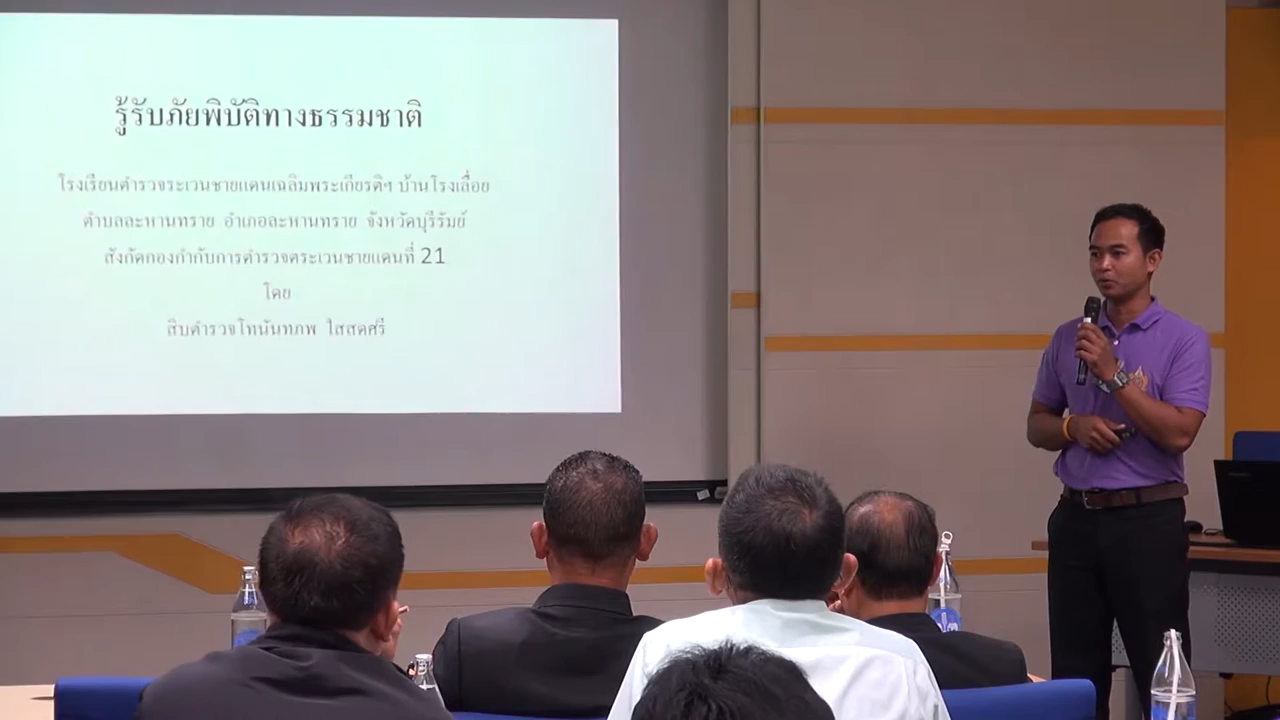 รู้รับภัยพิบัติทางธรรมชาติ
โรงเรียนตำรวจระเวนชายแดนเฉลิมพระเกียรติฯ บ้านโรงเลื่อย
ตำบลละหานทราย อำเภอละหานทราย จังหวัดบุรีรัมย์
สังกัดกองกำกับการตำรวจตระเวนชายแดนที่ 21
โดย
สิบตำรวจโทนันทภพ ใสสดศรี